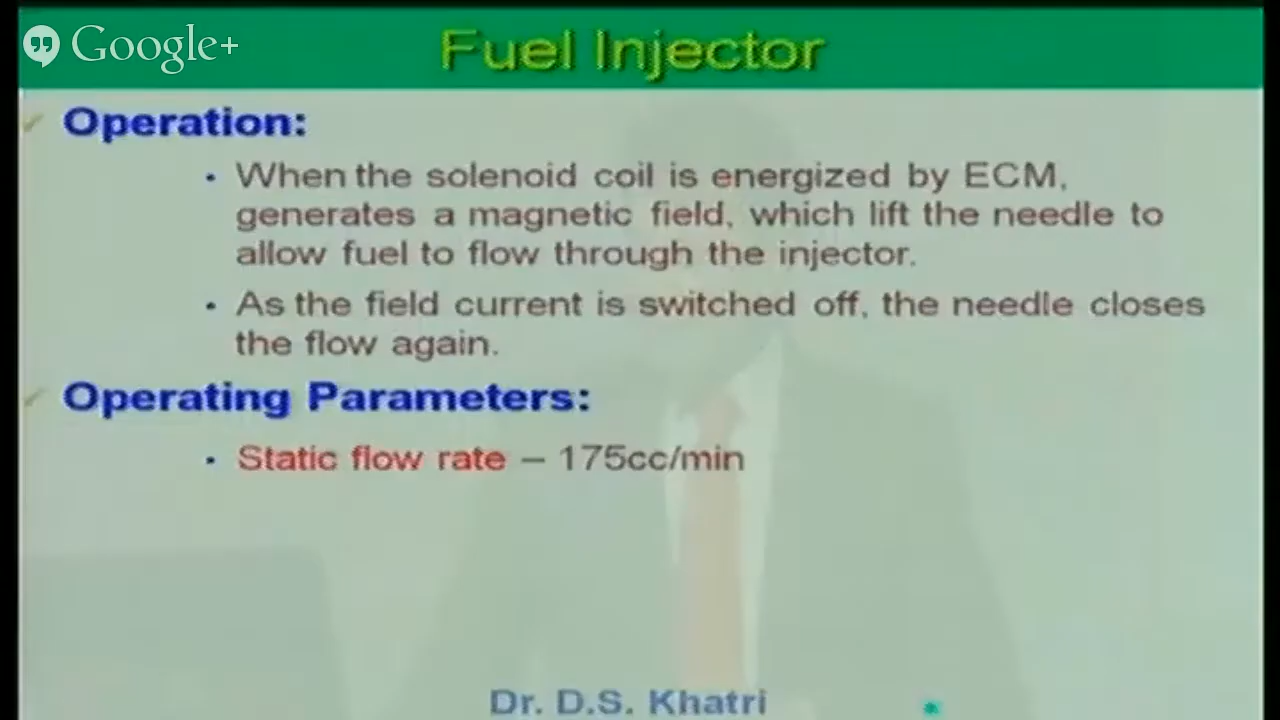 Google+
Fuel Injector
Operation:
• When the solenoid coil is energized by ECM,
generates a magnetic field, which lift the needle to
allow fuel to flow through the injector.
• As the field current is switched off, the needle closes
the flow again.
Operating Parameters:
• Static flow rate – 175cc/min
Dr. D.S. Khatri